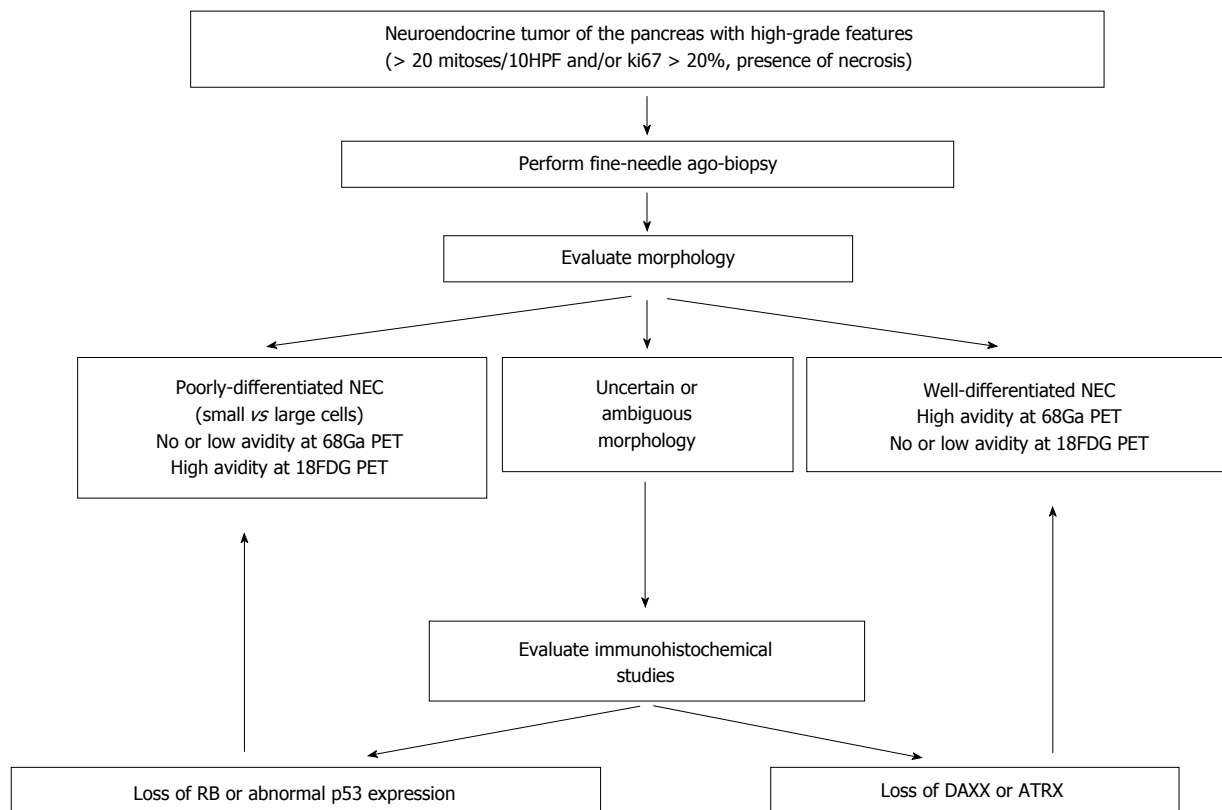 Neuroendocrine tumor of the pancreas with high-grade features
(> 20 mitoses/10HPF and/or ki67 > 20%, presence of necrosis)
Perform fine-needle ago-biopsy
Evaluate morphology
Poorly-differentiated NEC
(small vs large cells)
No or low avidity at 68Ga PET
High avidity at 18FDG PET
Uncertain or
ambiguous
morphology
Well-differentiated NEC
High avidity at 68Ga PET
No or low avidity at 18FDG PET
Evaluate immunohistochemical
studies
Loss of RB or abnormal p53 expression
Loss of DAXX or ATRX